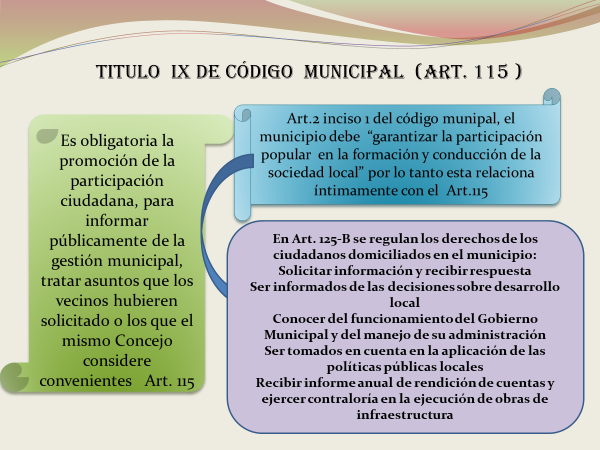 TITULO IX DE CÓDIGO MUNICIPAL (ART. 115 )
Es obligatoria la
promoción de la
participación
ciudadana, para
informar
públicamente de la
gestión municipal,
tratar asuntos que los
vecinos hubieren
solicitado o los que el
mismo Concejo
considere
convenientes Art. 115
Art.2 inciso 1 del código munipal, el
municipio debe “garantizar la participación
popular en la formación y conducción de la
sociedad local” por lo tanto esta relaciona
íntimamente con el Art.115
En Art. 125-B se regulan los derechos de los
ciudadanos domiciliados en el municipio:
Solicitar información y recibir respuesta
Ser informados de las decisiones sobre desarrollo
local
Conocer del funcionamiento del Gobierno
Municipal y del manejo de su administración
Ser tomados en cuenta en la aplicación de las
políticas públicas locales
Recibir informe anual de rendición de cuentas y
ejercer contraloría en la ejecución de obras de
infraestructura